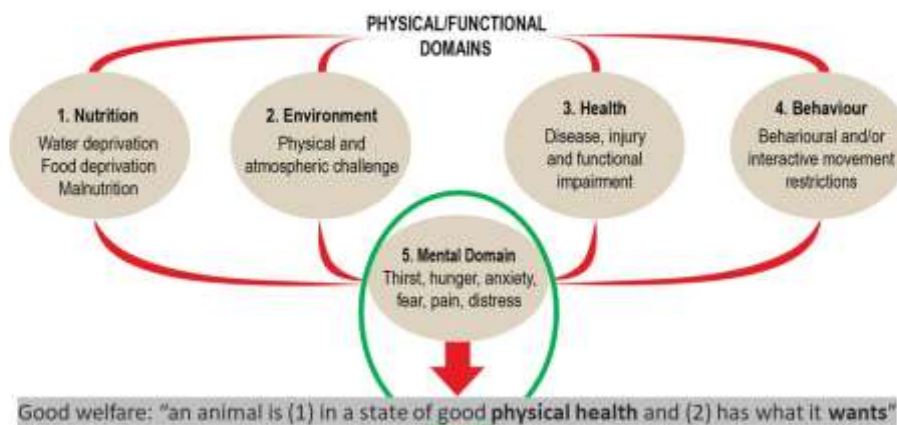 PHYSICAL/FUNCTIONAL
DOMAINS
1. Nutrition
Water deprivation
Food deprivation
Malnutrition
2. Environment
Physical and
atmospheric challenge
3. Health
Disease, injury
and functional
impairment
4. Behaviour
Beharioural and/or
interactive movement
restrictions
5. Mental Domain
Thirst, hunger, anxiety,
fear, pain, distress
Good welfare: "an animal is (1) in a state of good physical health and (2) has what it wants"